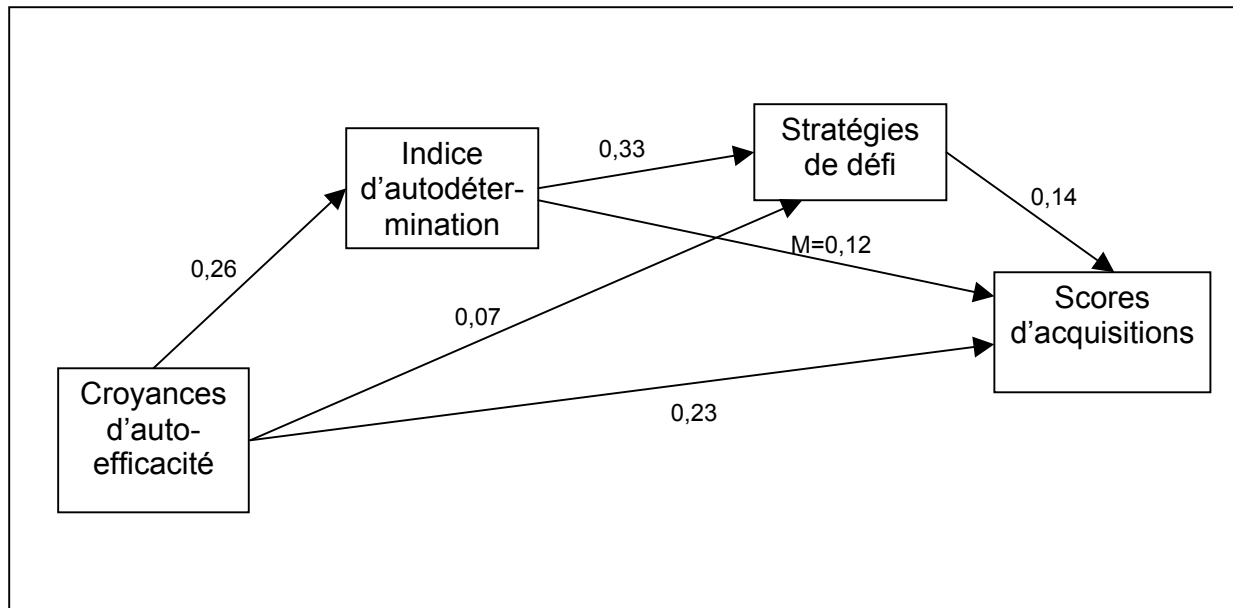 Stratégies
de défi
Indice
d’autodéter-
mination
0,33
0,14
M=0,12
0,26
Scores
d’acquisitions
0,07
Croyances
d’auto-
efficacité
0,23